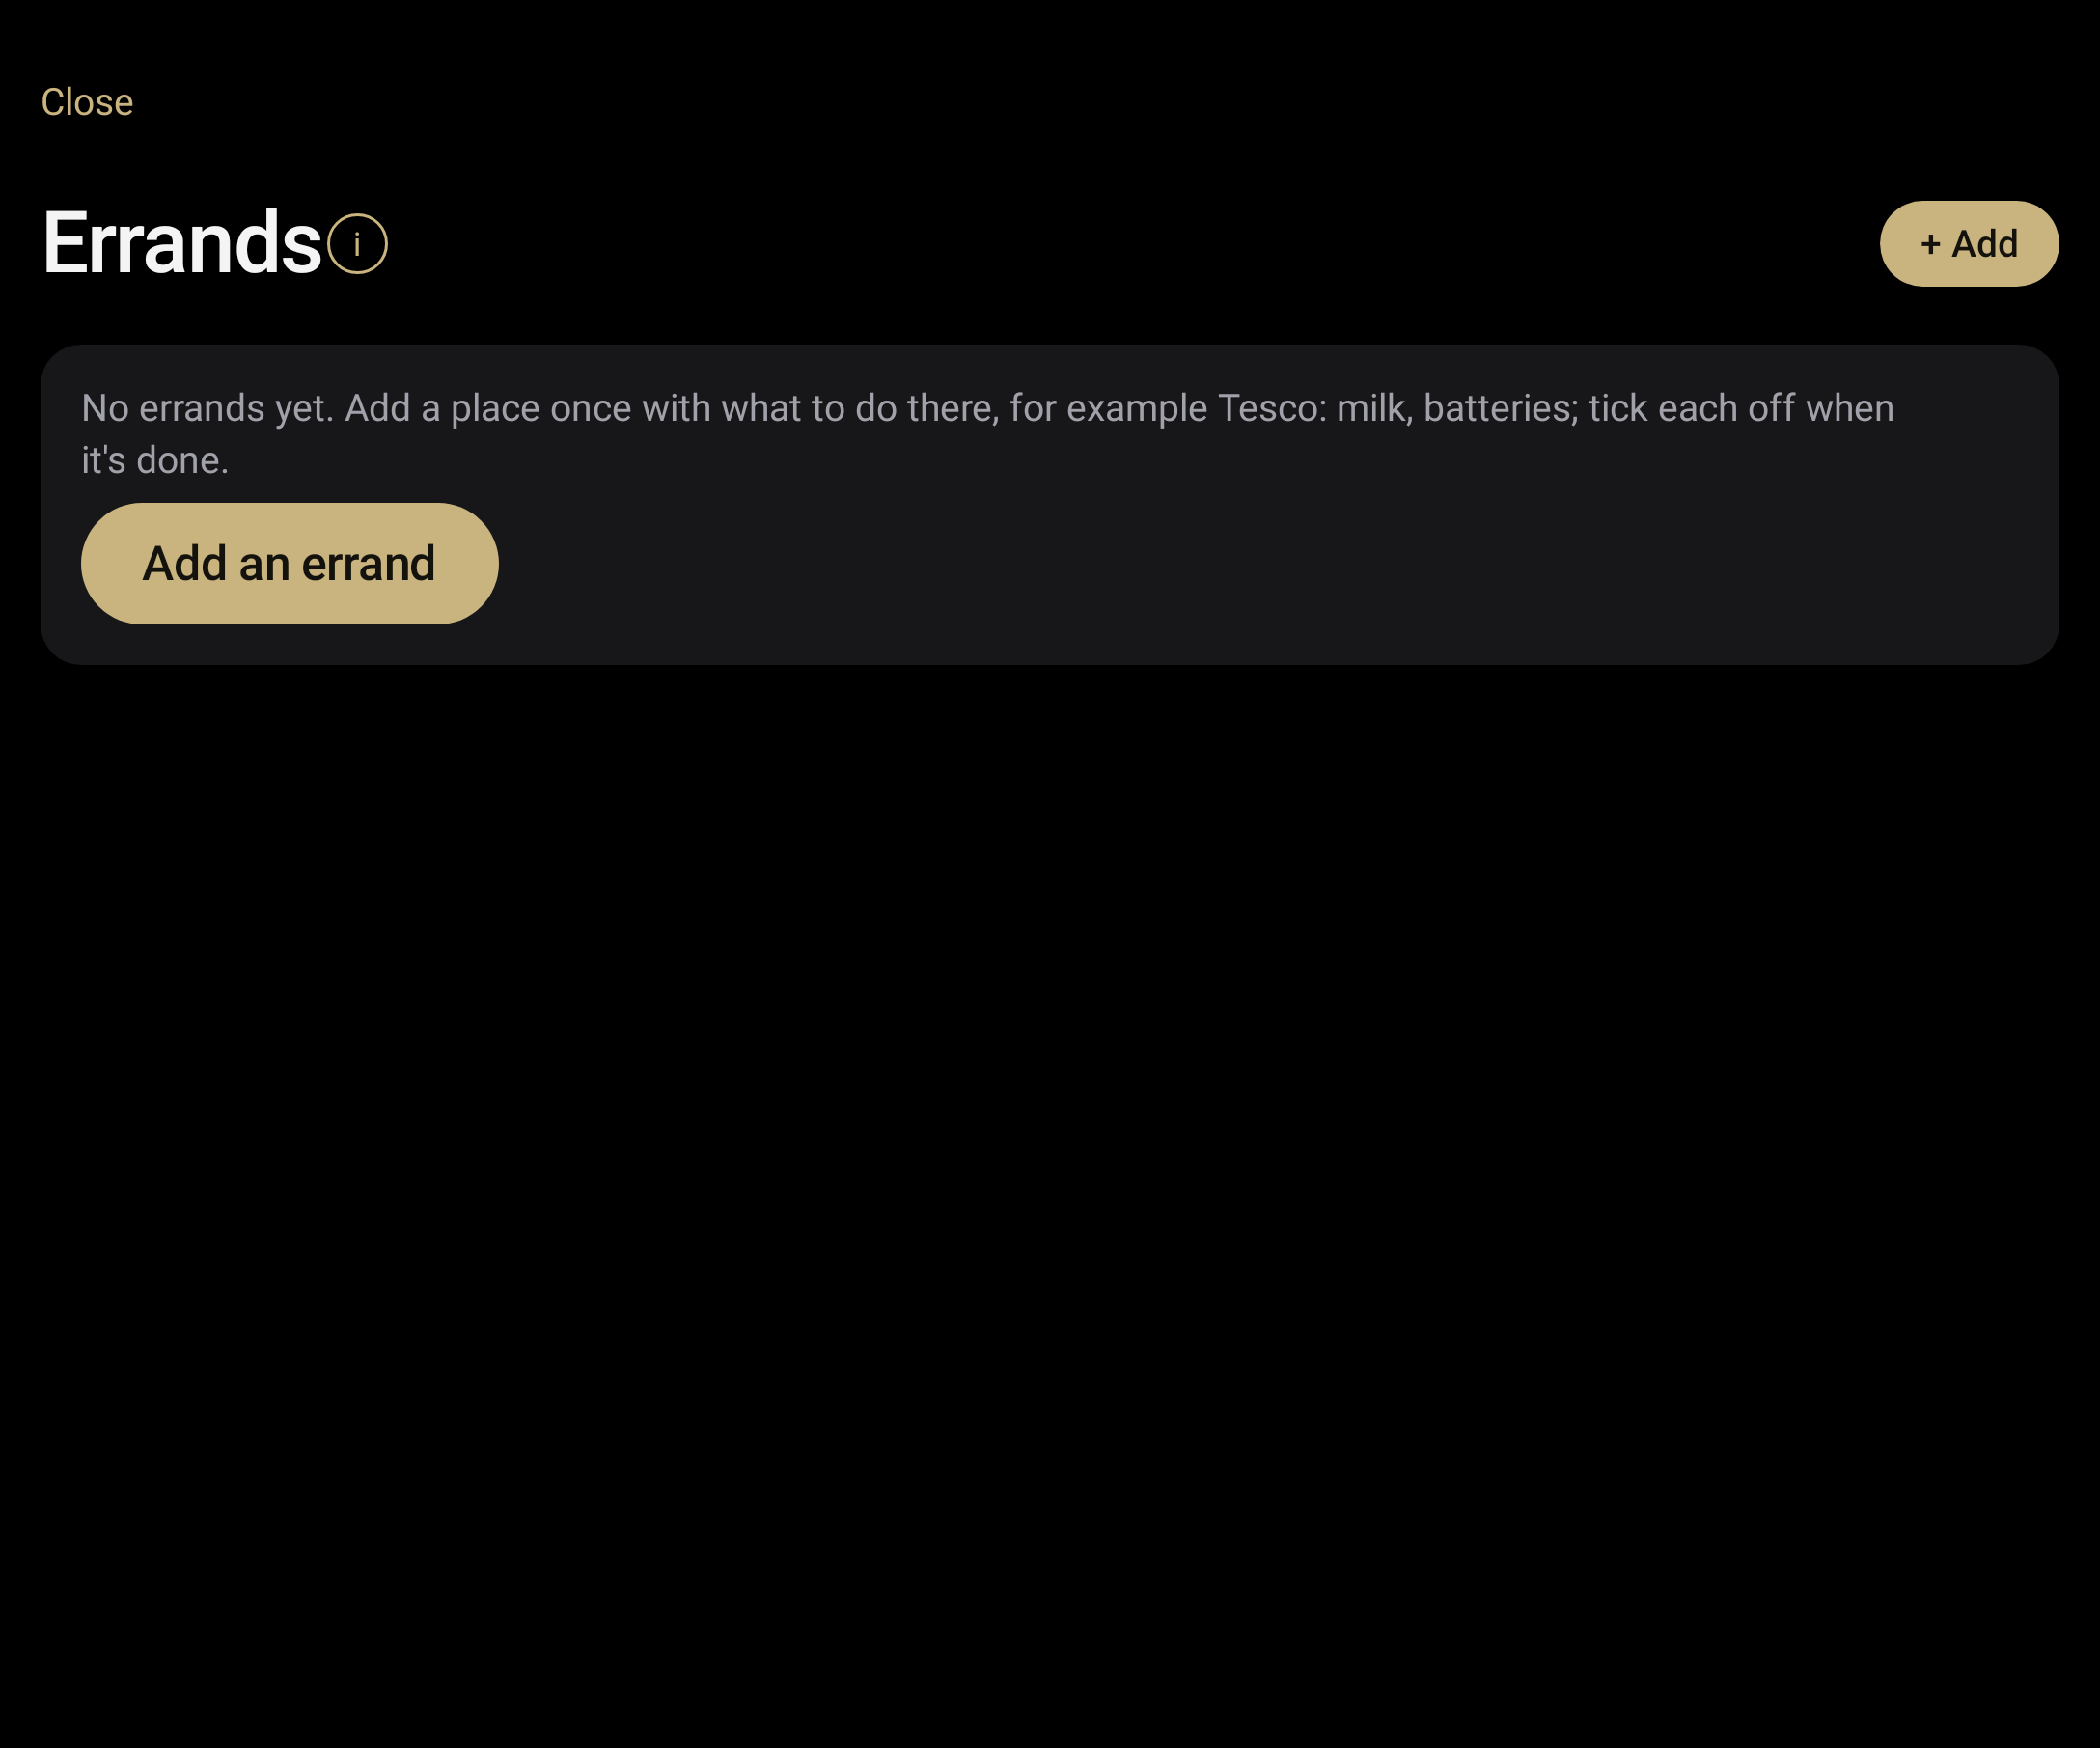 Close
Errands
i
+ Add
No errands yet. Add a place once with what to do there, for example Tesco: milk, batteries; tick each off when
it's done.
Add an errand